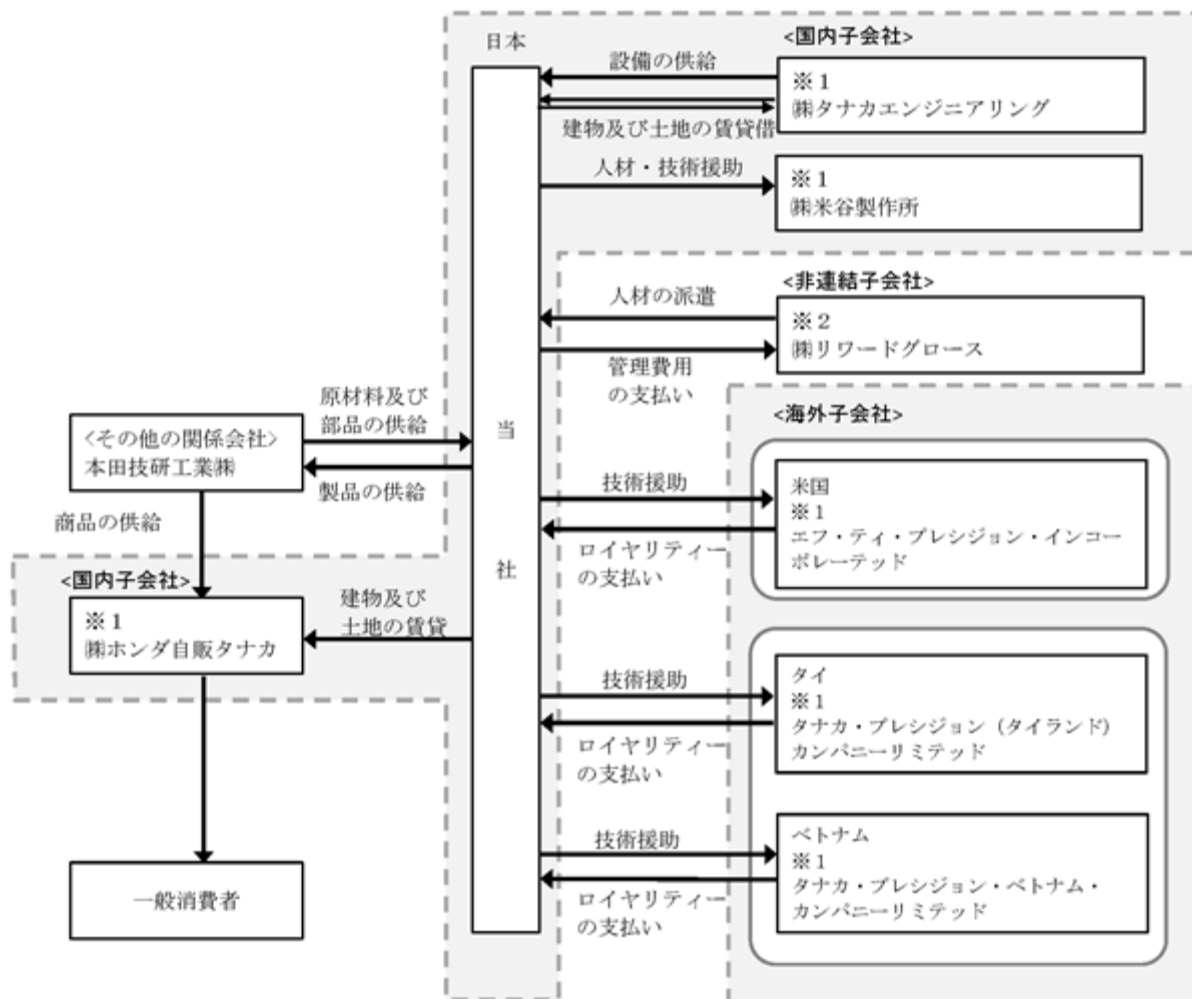 日本
<国内子会社>
設備の供給
※1
㈱タナカエンジニアリング
建物及び土地の賃貸借
人材・技術援助
※1
㈱米谷製作所
<非連結子会社>
人材の派遣
※2
㈱リワードグロース
管理費用
の支払い
<海外子会社>
原材料及び
部品の供給
当
<その他の関係会社>
本田技研工業㈱
製品の供給
商品の供給
技術援助
米国
※1
エフ・ティ・プレシジョン・インコー
ポレーテッド
ロイヤリティー
の支払い
社
<国内子会社>
※1
㈱ホンダ自販タナカ
建物及び
土地の賃貸
技術援助
タイ
※1
タナカ・プレシジョン（タイランド）
カンパニーリミテッド
ロイヤリティー
の支払い
技術援助
ベトナム
※1
タナカ・プレシジョン・ベトナム・
カンパニーリミテッド
ロイヤリティー
の支払い
一般消費者